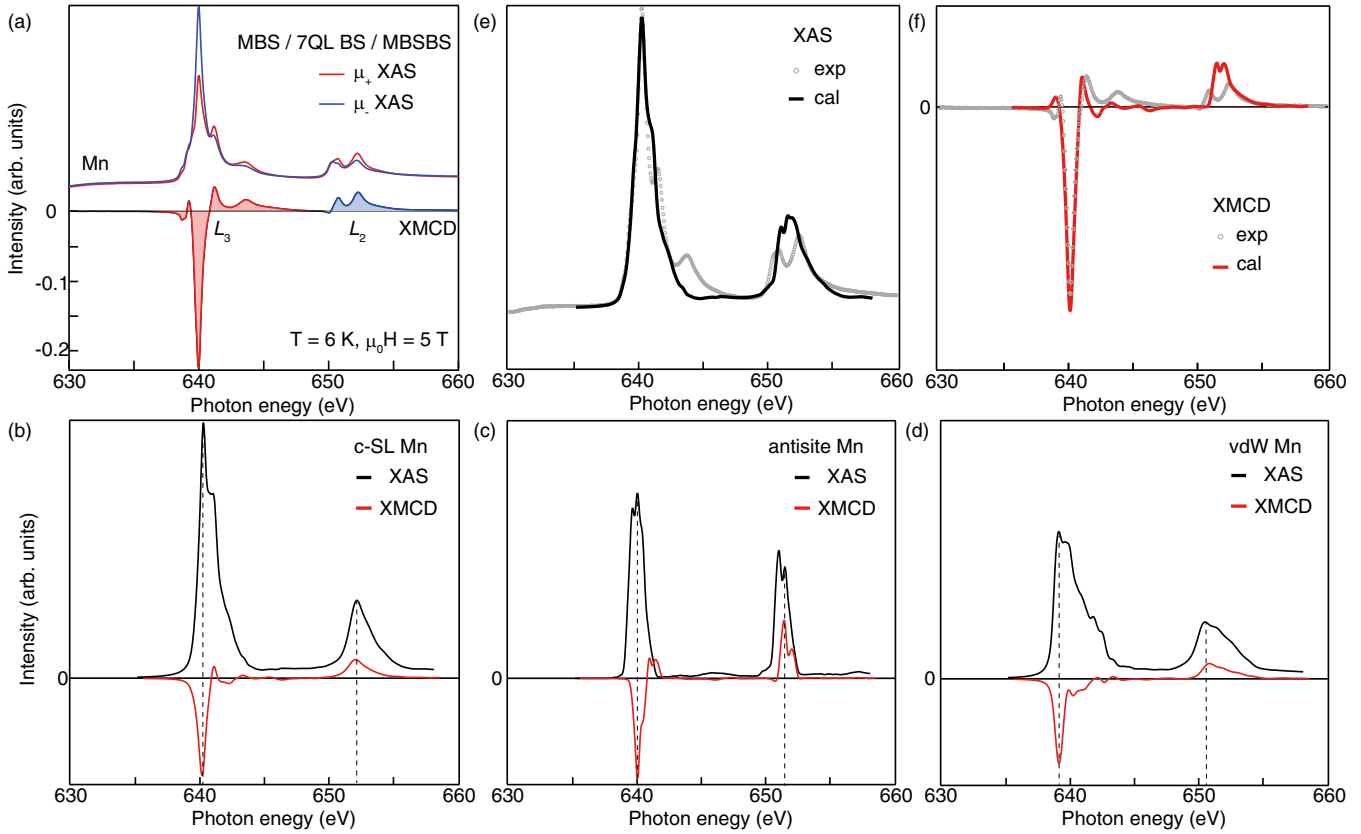 (a)
MBS / 7QL BS / MBSBS
μ₊ XAS
μ₋ XAS
Mn
0
-0.1
-0.2
L₃
L₂
XMCD
T = 6 K, μ₀H = 5 T
Intensity (arb. units)
630 640 650 660
Photon enegy (eV)
(e)
XAS
exp
cal
630 640 650 660
Photon enegy (eV)
(f)
0
XMCD
exp
cal
630 640 650 660
Photon enegy (eV)
(b)
c-SL Mn
XAS
XMCD
0
Intensity (arb. units)
630 640 650 660
Photon enegy (eV)
(c)
antisite Mn
XAS
XMCD
0
630 640 650 660
Photon enegy (eV)
(d)
vdW Mn
XAS
XMCD
0
630 640 650 660
Photon enegy (eV)